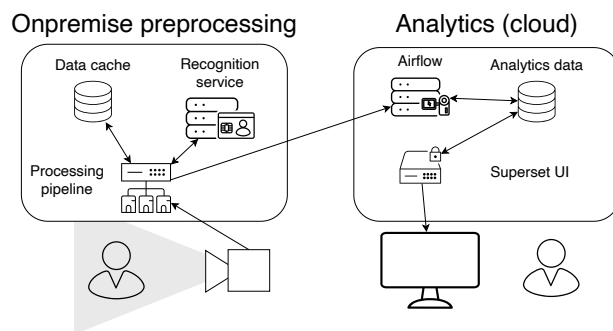 Onpremise preprocessing
Analytics (cloud)
Data cache
Recognition
service
Airflow
Analytics data
Processing
pipeline
Superset UI